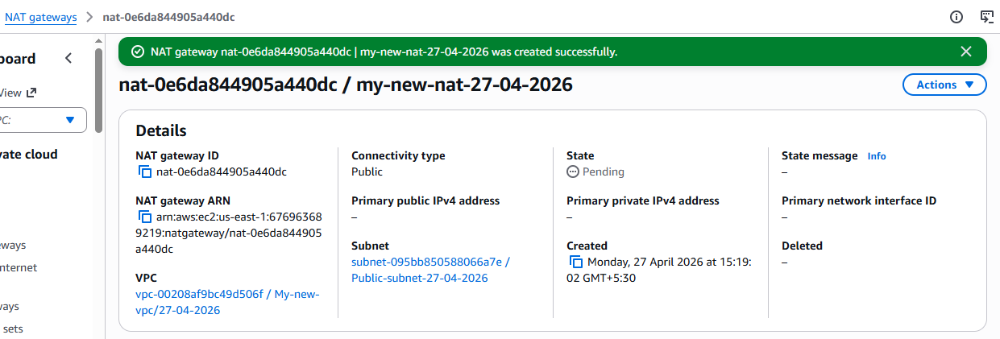 NAT gateways > nat-0e6da844905a440dc
board
View
PC:
vate cloud
eways
nternet
ways
sets
NAT gateway nat-0e6da844905a440dc | my-new-nat-27-04-2026 was created successfully.
nat-0e6da844905a440dc / my-new-nat-27-04-2026
Actions
Details
NAT gateway ID
nat-0e6da844905a440dc
NAT gateway ARN
arn:aws:ec2:us-east-1:67696368
9219:natgateway/nat-0e6da844905
a440dc
VPC
vpc-00208af9bc49d506f / My-new-
vpc/27-04-2026
Connectivity type
Public
Primary public IPv4 address
–
Subnet
subnet-095bb850588066a7e /
Public-subnet-27-04-2026
State
Pending
Primary private IPv4 address
–
Created
Monday, 27 April 2026 at 15:19:
02 GMT+5:30
State message Info
–
Primary network interface ID
–
Deleted
–